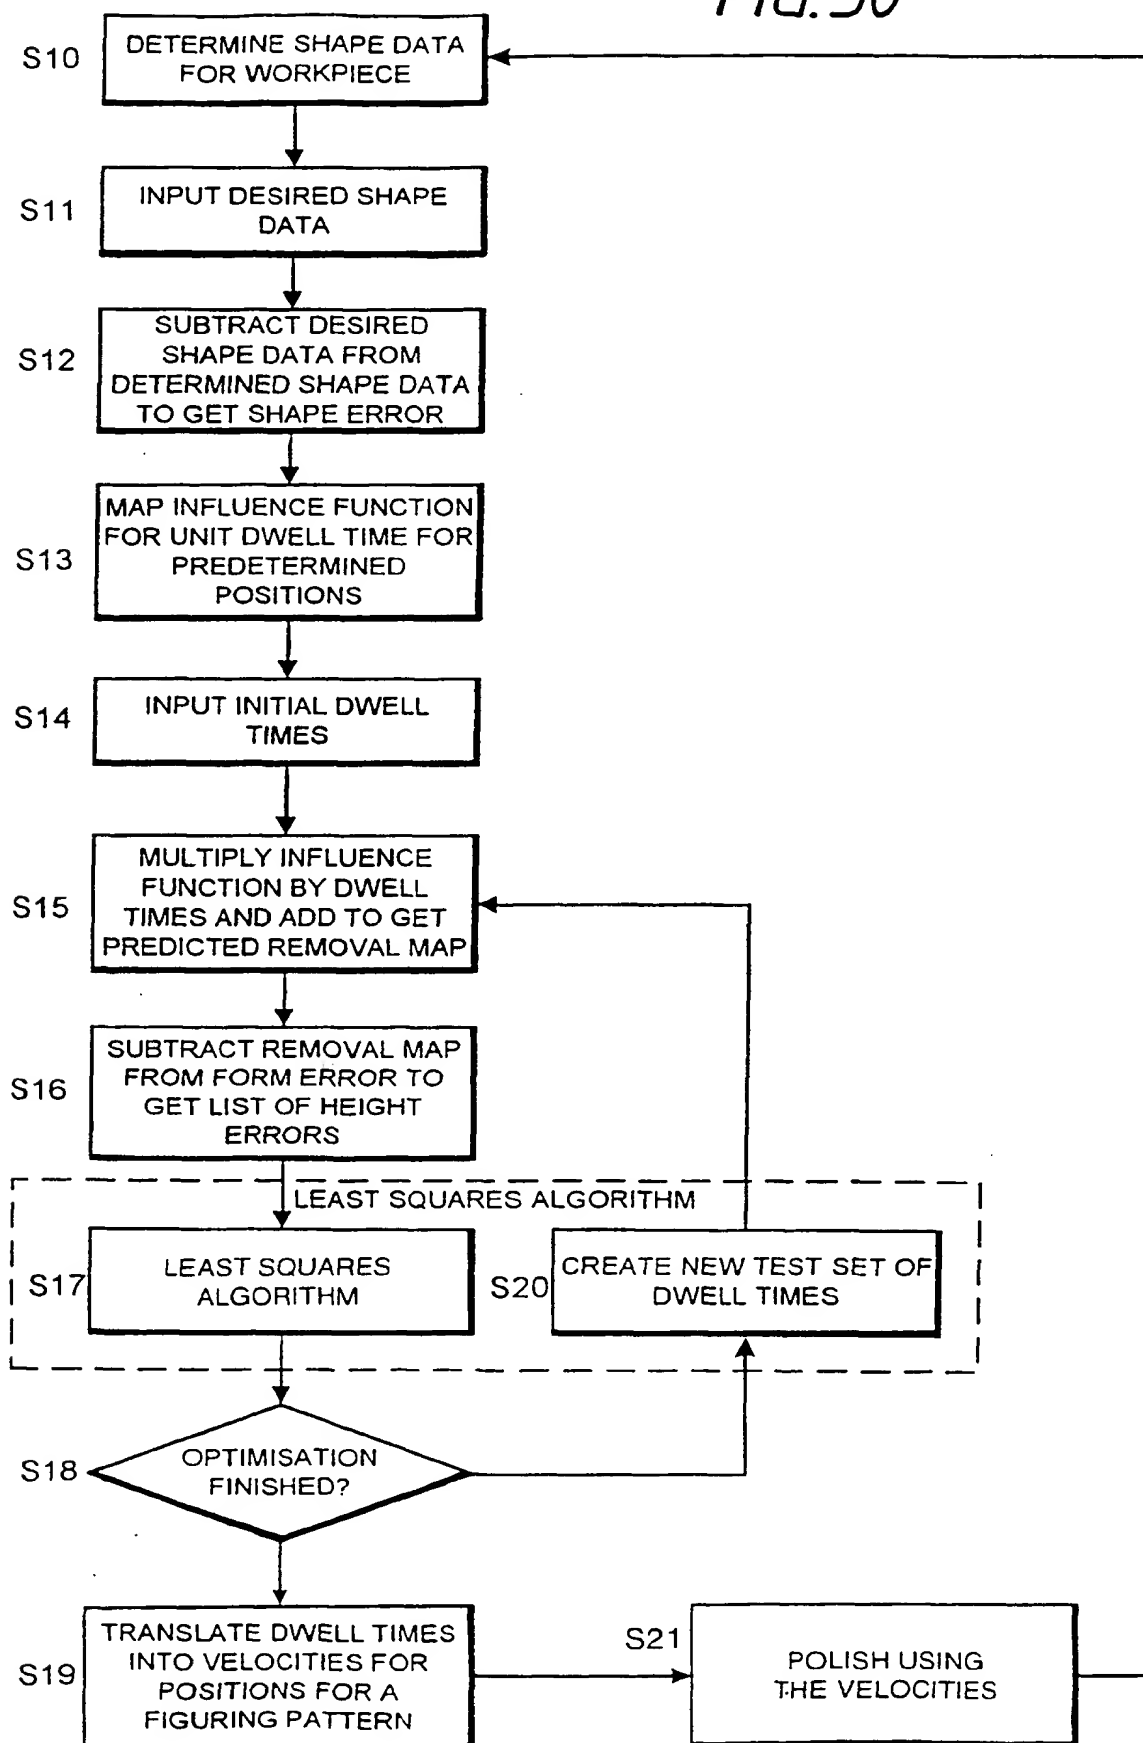 FIG. 30
S10
DETERMINE SHAPE DATA
FOR WORKPIECE
S11
INPUT DESIRED SHAPE
DATA
S12
SUBTRACT DESIRED
SHAPE DATA FROM
DETERMINED SHAPE DATA
TO GET SHAPE ERROR
S13
MAP INFLUENCE FUNCTION
FOR UNIT DWELL TIME FOR
PREDETERMINED
POSITIONS
S14
INPUT INITIAL DWELL
TIMES
S15
MULTIPLY INFLUENCE
FUNCTION BY DWELL
TIMES AND ADD TO GET
PREDICTED REMOVAL MAP
S16
SUBTRACT REMOVAL MAP
FROM FORM ERROR TO
GET LIST OF HEIGHT
ERRORS
LEAST SQUARES ALGORITHM
S17
LEAST SQUARES
ALGORITHM
S20
CREATE NEW TEST SET OF
DWELL TIMES
S18
OPTIMISATION
FINISHED?
S19
TRANSLATE DWELL TIMES
INTO VELOCITIES FOR
POSITIONS FOR A
FIGURING PATTERN
S21
POLISH USING
THE VELOCITIES